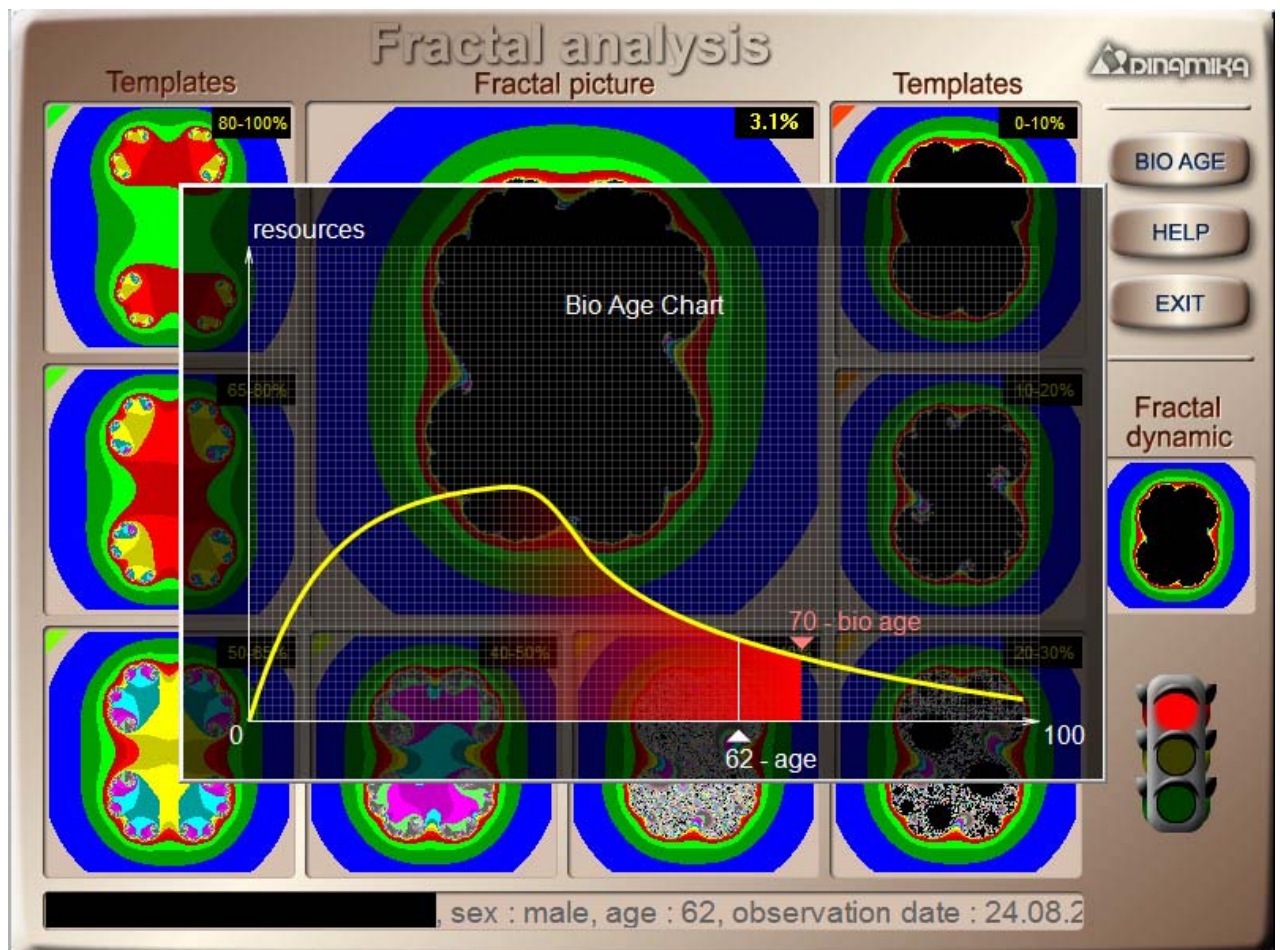 Fractal analysis
DINAMIKA
Templates
Fractal picture
Templates
80-100%
3.1%
0-10%
BIO AGE
HELP
EXIT
resources
Bio Age Chart
65-80%
10-20%
Fractal
dynamic
70 - bio age
50-65%
40-50%
20-30%
0
100
62 - age
, sex : male, age : 62, observation date : 24.08.2